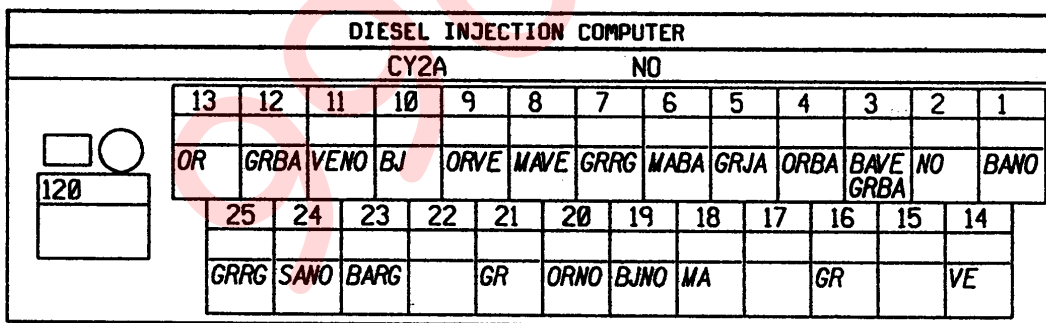 DIESEL INJECTION COMPUTER
CY2A NO
13 12 11 10 9 8 7 6 5 4 3 2 1
OR GRBA VENO BJ ORVE MAVE GRRG MABA GRJA ORBA BAVE NO BANO
GRBA
120
25 24 23 22 21 20 19 18 17 16 15 14
GRRG SANO BARG GR ORNO BJNO MA GR VE